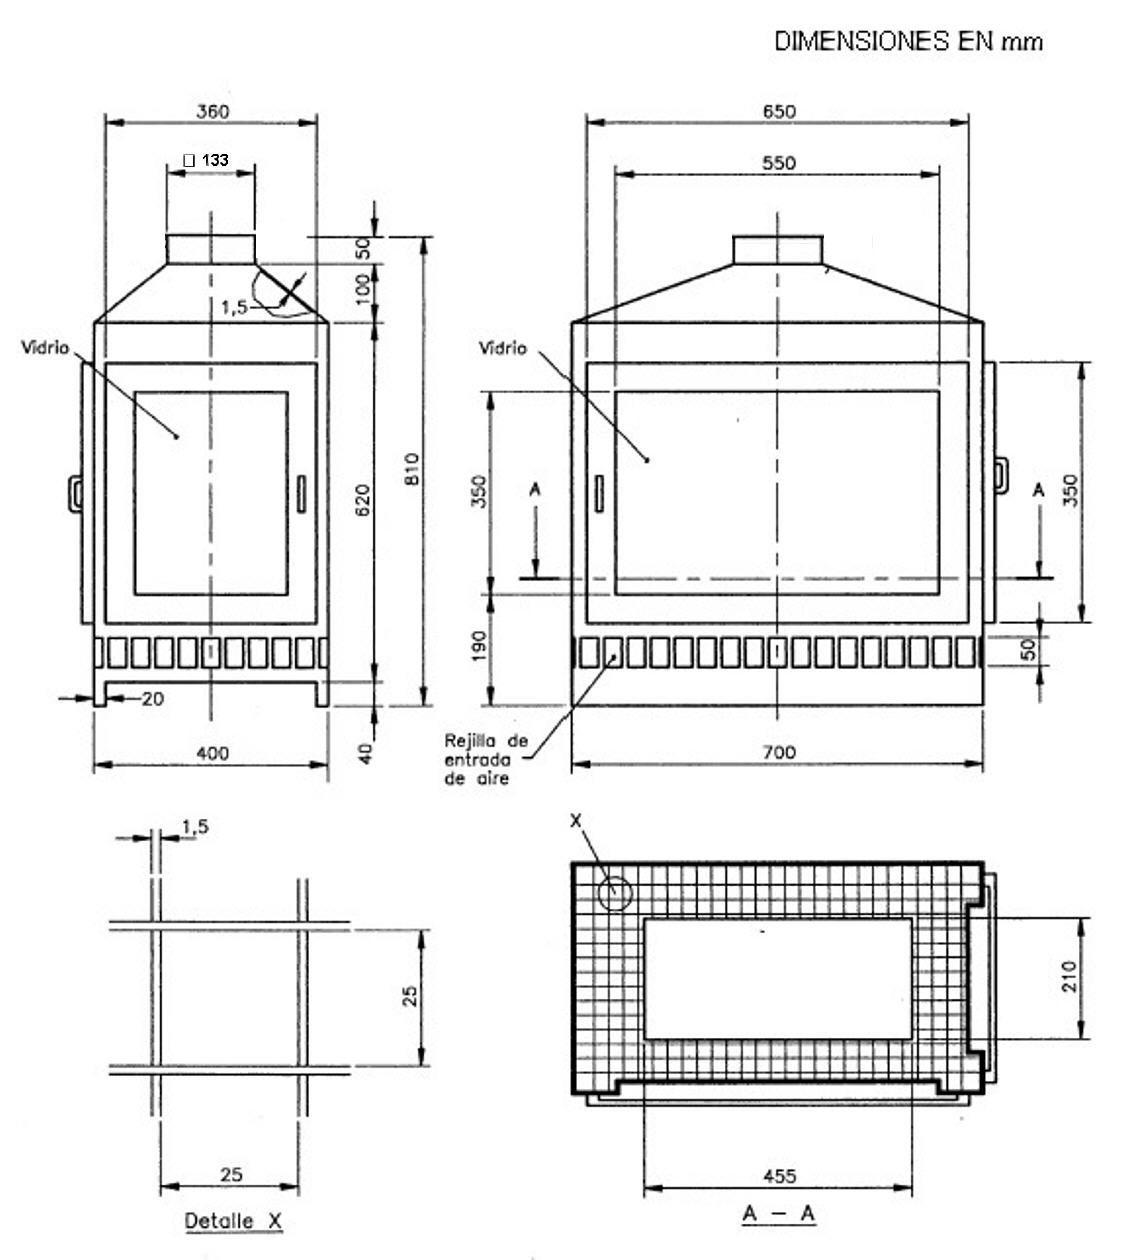 DIMENSIONES EN mm
360
650
□ 133
550
50
100
1,5
Vidrio
Vidrio
810
620
350
A
A
350
190
50
20
40
400
700
Rejilla de
entrada
de aire
1,5
X
25
210
25
455
Detalle X
A – A